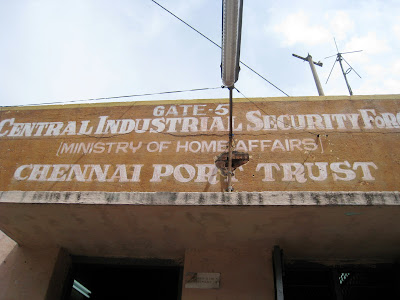 GATE-5
CENTRAL INDUSTRIAL SECURITY FORC
[MINISTRY OF HOME AFFAIRS]
CHENNAI PORT TRUST